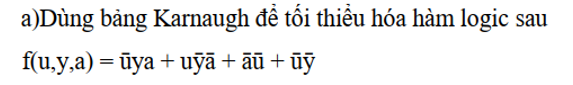 a)Dùng bảng Karnaugh để tối thiểu hóa hàm logic sau
f(u,y,a) = ūya + uȳā + āū + ūȳ